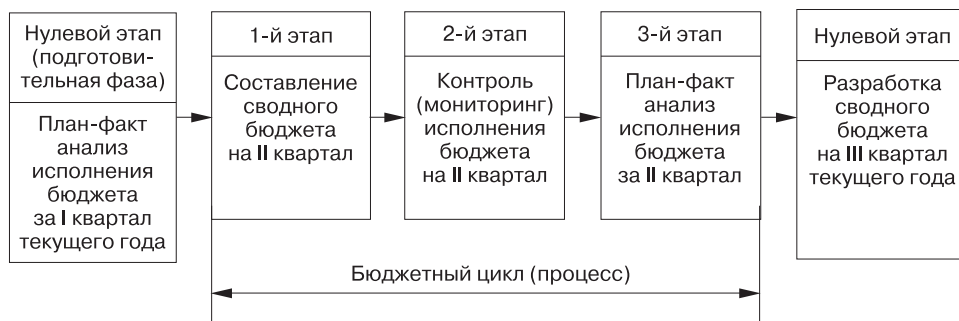 Нулевой этап
(подготови-
тельная фаза)
План-факт
анализ
исполнения
бюджета
за I квартал
текущего года
1-й этап
Составление
сводного
бюджета
на II квартал
2-й этап
Контроль
(мониторинг)
исполнения
бюджета
на II квартал
3-й этап
План-факт
анализ
исполнения
бюджета
за II квартал
Нулевой этап
Разработка
сводного
бюджета
на III квартал
текущего года
Бюджетный цикл (процесс)